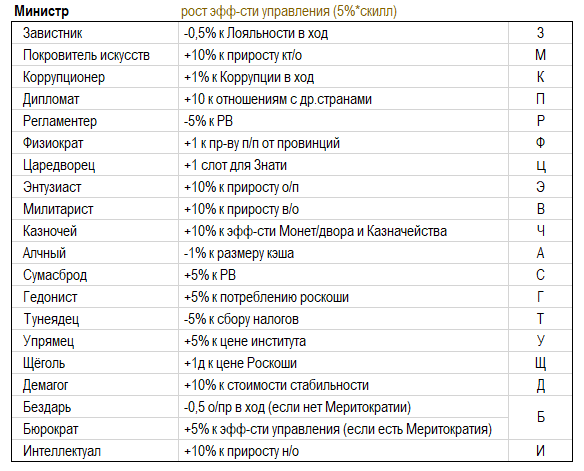 Министр рост эфф-сти управления (5%*скилл)
Завистник -0,5% к Лояльности в ход З
Покровитель искусств +10% к приросту кт/о М
Коррупционер +1% к Коррупции в ход К
Дипломат +10 к отношениям с др.странами П
Регламентер -5% к РВ Р
Физиократ +1 к пр-ву п/п от провинций Ф
Царедворец +1 слот для Знати Ц
Энтузиаст +10% к приросту о/п Э
Милитарист +10% к приросту в/о В
Казночей +10% к эфф-сти Монет/двора и Казначейства Ч
Алчный -1% к размеру кэша А
Сумасброд +5% к РВ С
Гедонист +5% к потреблению роскоши Г
Тунеядец -5% к сбору налогов Т
Упрямец +5% к цене института У
Щёголь +1д к цене Роскоши Щ
Демагог +10% к стоимости стабильности Д
Бездарь -0,5 о/пр в ход (если нет Меритократии) Б
Бюрократ +5% к эфф-сти управления (если есть Меритократия)
Интеллектуал +10% к приросту н/о И